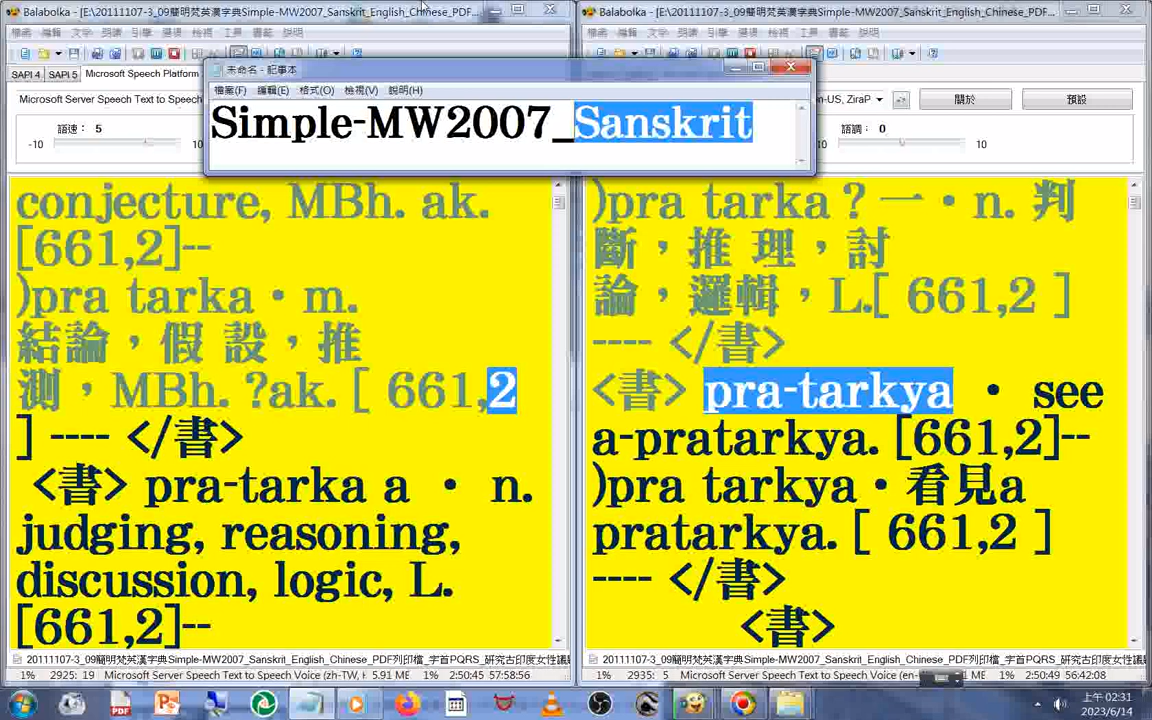 Balabolka - [E:\20111107-3_09簡明梵英漢字典Simple-MW2007_Sanskrit_English_Chinese_PDF...
Balabolka - [E:\20111107-3_09簡明梵英漢字典Simple-MW2007_Sanskrit_English_Chinese_PDF...
SAPI 4 SAPI 5 Microsoft Speech Platform
未命名 - 記事本
檔案(F) 編輯(E) 格式(O) 檢視(V) 說明(H)
Simple-MW2007_Sanskrit
Microsoft Server Speech Text to Speech
en-US, ZiraP
關於
預設
語速： 5
-10
10
語調： 0
10
conjecture, MBh. ak.
[661,2]--
)pra tarka・m.
結論，假 設，推
測，MBh. ?ak. [ 661,2
] ---- </書>
<書> pra-tarka a ・ n.
judging, reasoning,
discussion, logic, L.
[661,2]--
)pra tarka ? 一・n. 判
斷，推 理，討
論，邏輯，L.[ 661,2 ]
---- </書>
<書> pra-tarkya ・ see
a-pratarkya. [661,2]--
)pra tarkya・看見a
pratarkya. [ 661,2 ]
---- </書>
<書>
20111107-3_09簡明梵英漢字典Simple-MW2007_Sanskrit_English_Chinese_PDF列印檔_字首PQRS_研究古印度女性議
20111107-3_09簡明梵英漢字典Simple-MW2007_Sanskrit_English_Chinese_PDF列印檔_字首PQRS_研究古印度女性議
1% 2925: 19 Microsoft Server Speech Text to Speech Voice (zh-TW, H 5.91 ME 1% 2:50:45 57:58:56
1% 2935: 5 Microsoft Server Speech Text to Speech Voice (en- 2:50:45 56:42:08
上午 02:31
2023/6/14